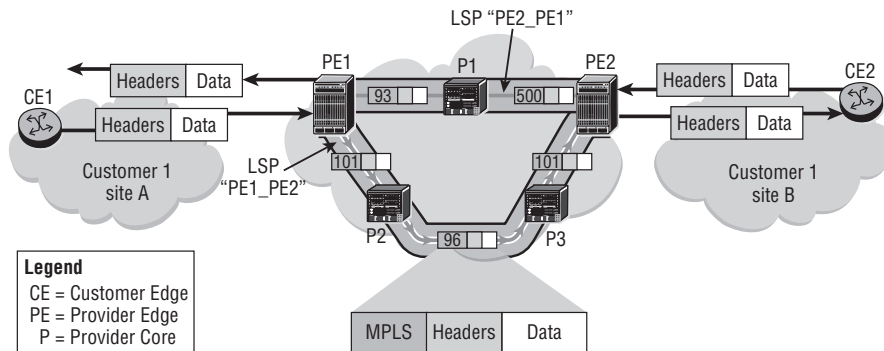 LSP “PE2_PE1”
PE1
P1
PE2
CE2
Headers Data
93
500
Headers Data
CE1
Headers Data
Headers Data
Customer 1
site A
LSP
“PE1_PE2”
101
101
Customer 1
site B
P2
96
P3
Legend
CE = Customer Edge
PE = Provider Edge
P = Provider Core
MPLS Headers Data